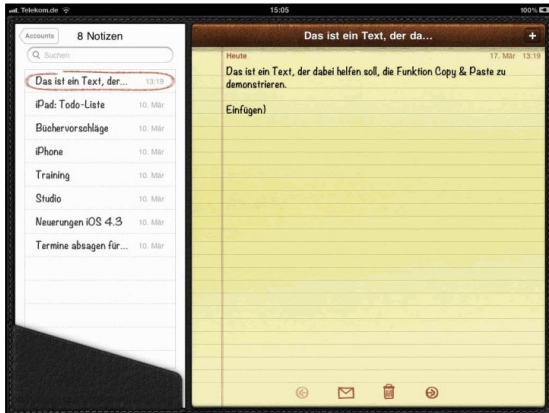 Telekom.de
15:05
100%
Accounts
8 Notizen
Suchen
Das ist ein Text, der... 13:19
iPad: Todo-Liste 10. Mär
Büchervorschläge 10. Mär
iPhone 10. Mär
Training 10. Mär
Studio 10. Mär
Neuerungen iOS 4.3 10. Mär
Termine absagen für... 10. Mär
Das ist ein Text, der da...
+
Heute 17. Mär 13:19
Das ist ein Text, der dabei helfen soll, die Funktion Copy & Paste zu
demonstrieren.
Einfügen)